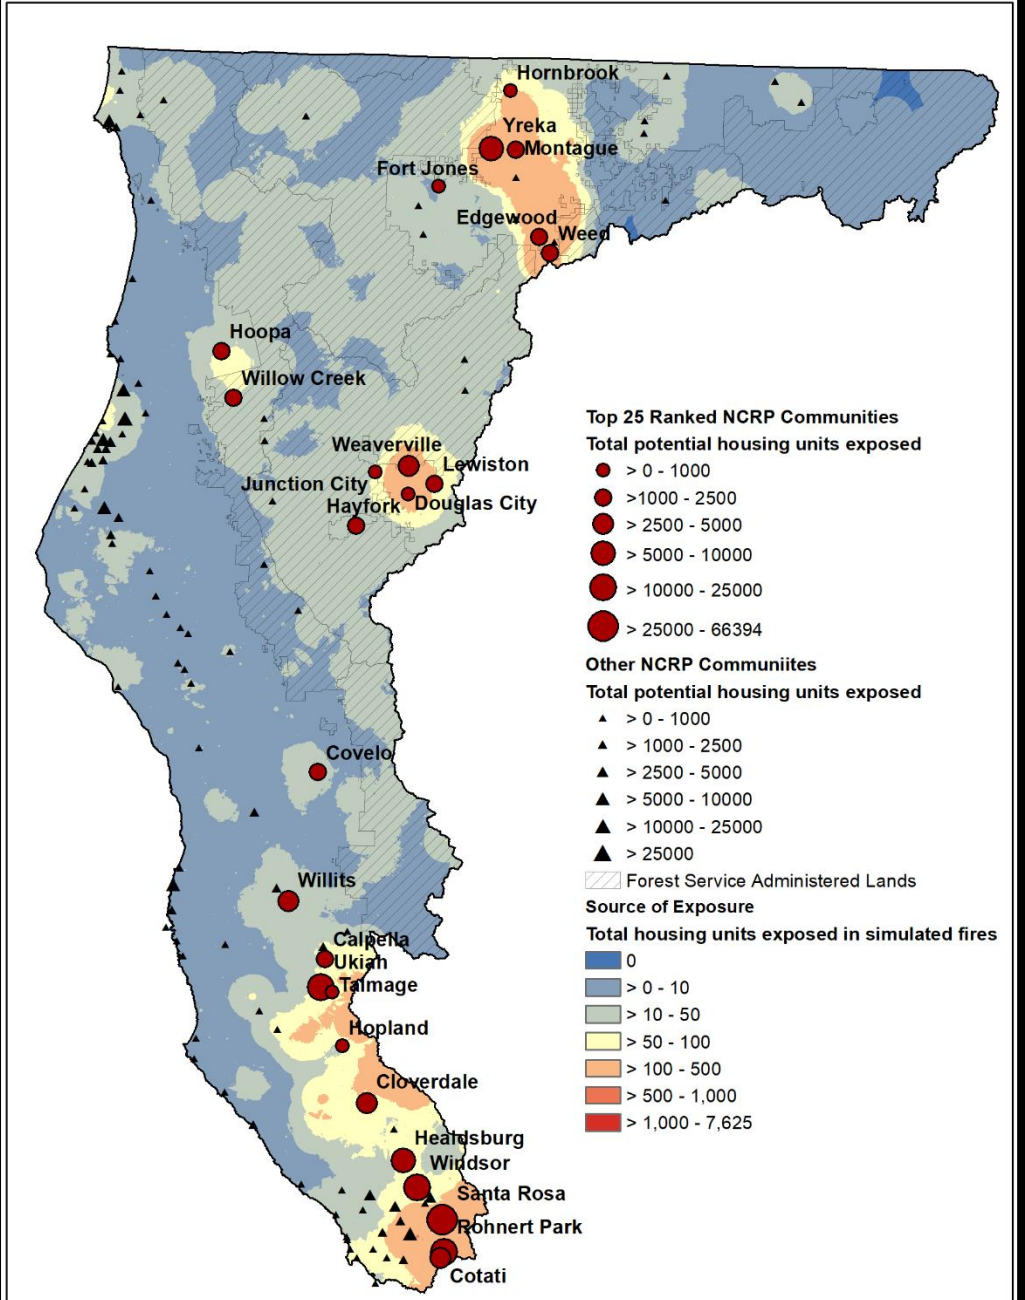 Hornbrook
Yreka
Montague
Fort Jones
Edgewood
Weed
Hoopa
Willow Creek
Weaverville
Lewiston
Junction City
Hayfork
Douglas City
Covelo
Willits
Calpella
Ukiah
Talmage
Hopland
Cloverdale
Healdsburg
Windsor
Santa Rosa
Rohnert Park
Cotati
Top 25 Ranked NCRP Communities
Total potential housing units exposed
> 0 - 1000
>1000 - 2500
> 2500 - 5000
> 5000 - 10000
> 10000 - 25000
> 25000 - 66394
Other NCRP Communiites
Total potential housing units exposed
> 0 - 1000
> 1000 - 2500
> 2500 - 5000
> 5000 - 10000
> 10000 - 25000
> 25000
Forest Service Administered Lands
Source of Exposure
Total housing units exposed in simulated fires
0
> 0 - 10
> 10 - 50
> 50 - 100
> 100 - 500
> 500 - 1,000
> 1,000 - 7,625